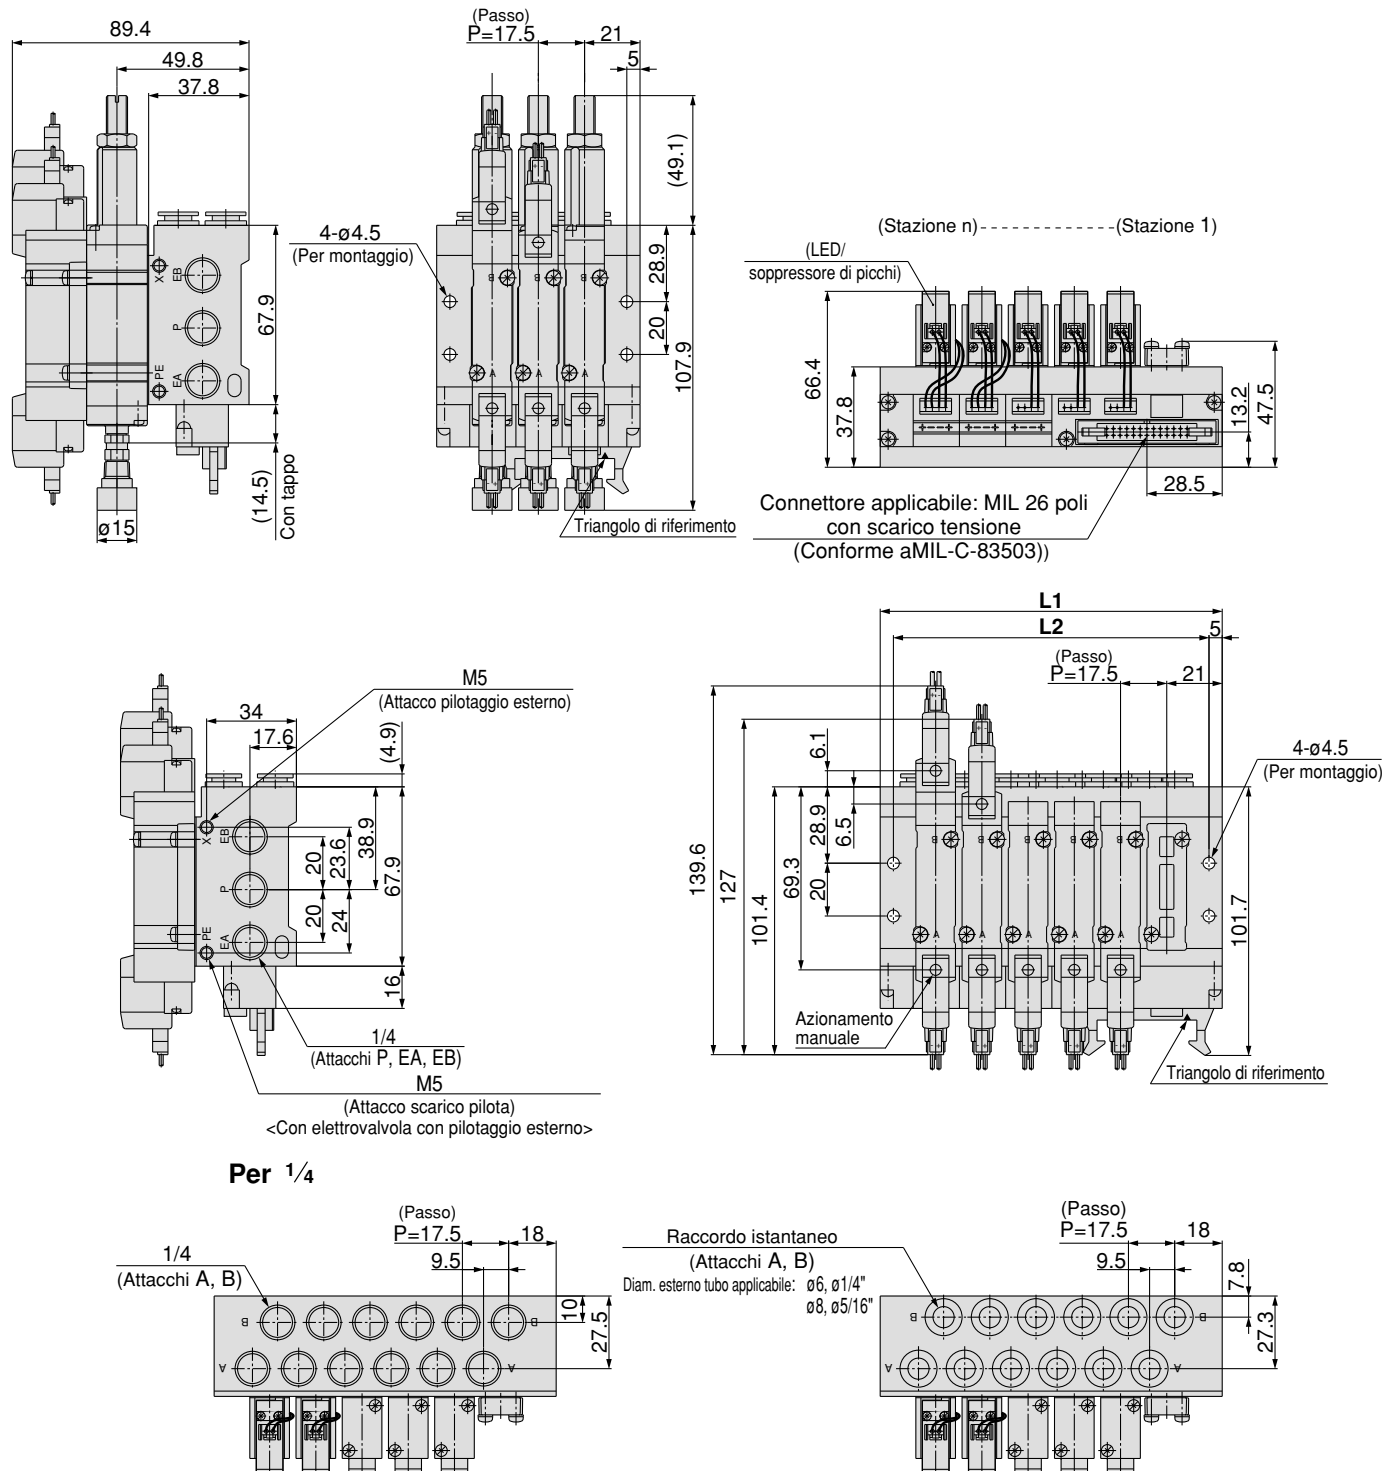 89.4
49.8
37.8
X
EB
P
PE
EA
67.9
(14.5)
Con tappo
ø15
(Passo)
P=17.5
21
5
(49.1)
4-ø4.5
(Per montaggio)
28.9
20
107.9
B B B
A A A
Triangolo di riferimento
(Stazione n)- - - - - - - - - - - -(Stazione 1)
(LED/
soppressore di picchi)
66.4
37.8
13.2
47.5
28.5
Connettore applicabile: MIL 26 poli
con scarico tensione
(Conforme aMIL-C-83503))
M5
(Attacco pilotaggio esterno)
34
17.6
(4.9)
X
EB
P
PE
EA
20
23.6
38.9
67.9
20
24
16
1/4
(Attacchi P, EA, EB)
M5
(Attacco scarico pilota)
<Con elettrovalvola con pilotaggio esterno>
L1
L2
5
(Passo)
P=17.5
21
4-ø4.5
(Per montaggio)
6.1
28.9
6.5
139.6
127
101.4
69.3
20
101.7
B B B B B
A A A A A
Azionamento
manuale
Triangolo di riferimento
Per 1/4
(Passo)
P=17.5
18
9.5
1/4
(Attacchi A, B)
10
27.5
B B
A A
(Passo)
P=17.5
18
9.5
Raccordo istantaneo
(Attacchi A, B)
Diam. esterno tubo applicabile: ø6, ø1/4"
ø8, ø5/16"
7.8
27.3
B B
A A